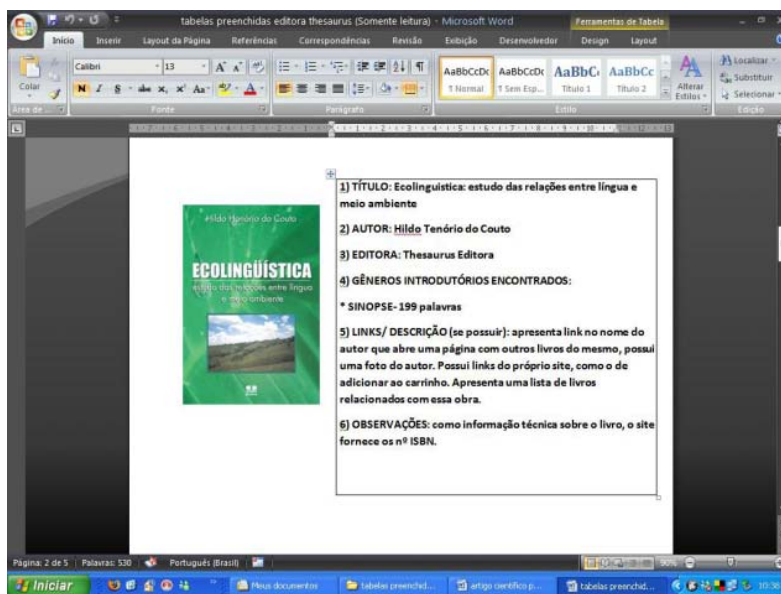 tabelas preenchidas editora thesaurus (Somente leitura) - Microsoft Word
Ferramentas de Tabela
Início Inserir Layout da Página Referências Correspondências Revisão Exibição Desenvolvedor Design Layout
Colar
Calibri 13
N I S abe x, x² Aa A
AaBbCcDc AaBbCcDc AaBbC AaBbCc
¶ Normal ¶ Sem Esp... Título 1 Título 2
Alterar Estilos
Localizar
Substituir
Selecionar
Área de ... Fonte Parágrafo Estilo Edição
Hildo Honório do Couto
ECOLINGÜÍSTICA
estudo das relações entre língua
e meio ambiente
1) TÍTULO: Ecolinguistica: estudo das relações entre língua e
meio ambiente
2) AUTOR: Hildo Tenório do Couto
3) EDITORA: Thesaurus Editora
4) GÊNEROS INTRODUTÓRIOS ENCONTRADOS:
* SINOPSE- 199 palavras
5) LINKS/ DESCRIÇÃO (se possuir): apresenta link no nome do
autor que abre uma página com outros livros do mesmo, possui
uma foto do autor. Possui links do próprio site, como o de
adicionar ao carrinho. Apresenta uma lista de livros
relacionados com essa obra.
6) OBSERVAÇÕES: como informação técnica sobre o livro, o site
fornece os nº ISBN.
Página: 2 de 5 Palavras: 530 Português (Brasil) 90%
Iniciar Meus documentos tabelas preenchid... artigo científico p... tabelas preenchid... 10:38